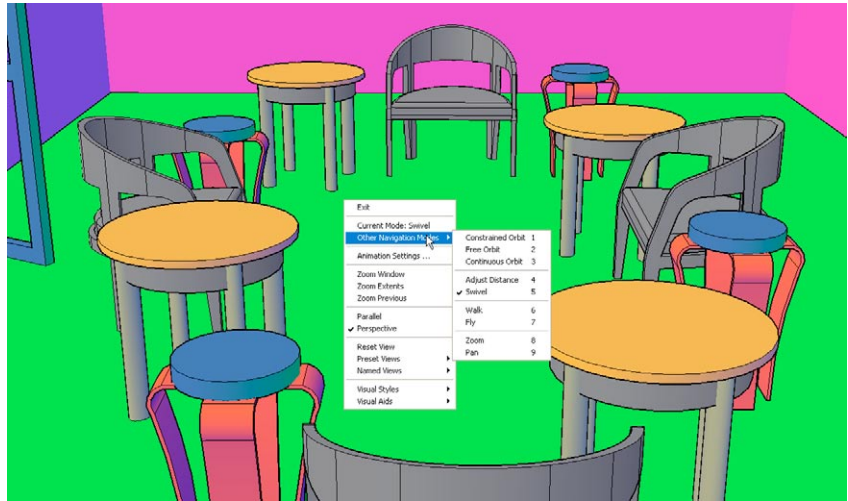 Exit
Current Mode: Swivel
Other Navigation Modes
Animation Settings ...
Zoom Window
Zoom Extents
Zoom Previous
Parallel
Perspective
Reset View
Preset Views
Named Views
Visual Styles
Visual Aids
Constrained Orbit 1
Free Orbit 2
Continuous Orbit 3
Adjust Distance 4
Swivel 5
Walk 6
Fly 7
Zoom 8
Pan 9